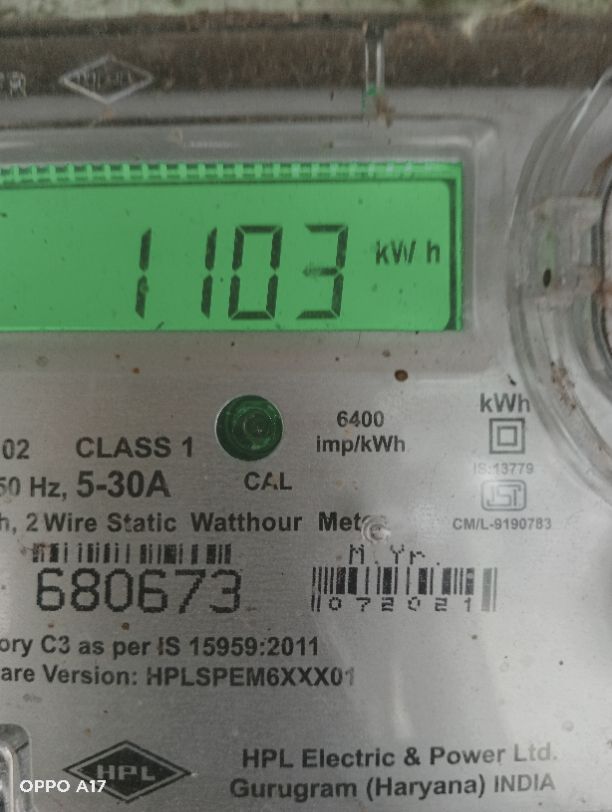 1103 kWh
6400
imp/kWh
kWh
IS:13779
CM/L-9190783
02 CLASS 1
50 Hz, 5-30A
CAL
h, 2 Wire Static Watthour
M.Yr.
680673
072021
ory C3 as per IS 15959:2011
are Version: HPLSPEM6XXX01
HPL
HPL Electric & Power Ltd.
Gurugram (Haryana) INDIA
OPPO A17